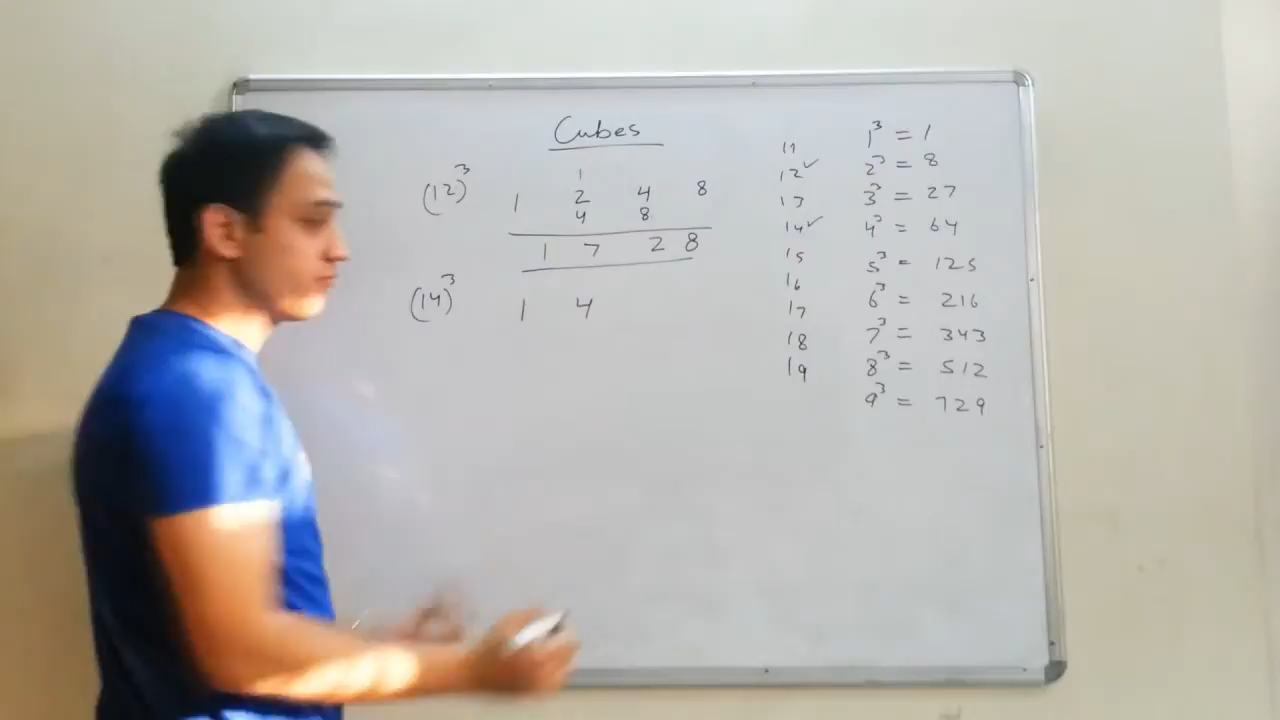 Cubes
(12)³ 1 2 4 8
1
4 8
1 7 2 8
(14)³ 1 4
11
12✓
13
14✓
15
16
17
18
19
1³ = 1
2³ = 8
3³ = 27
4³ = 64
5³ = 125
6³ = 216
7³ = 343
8³ = 512
9³ = 729